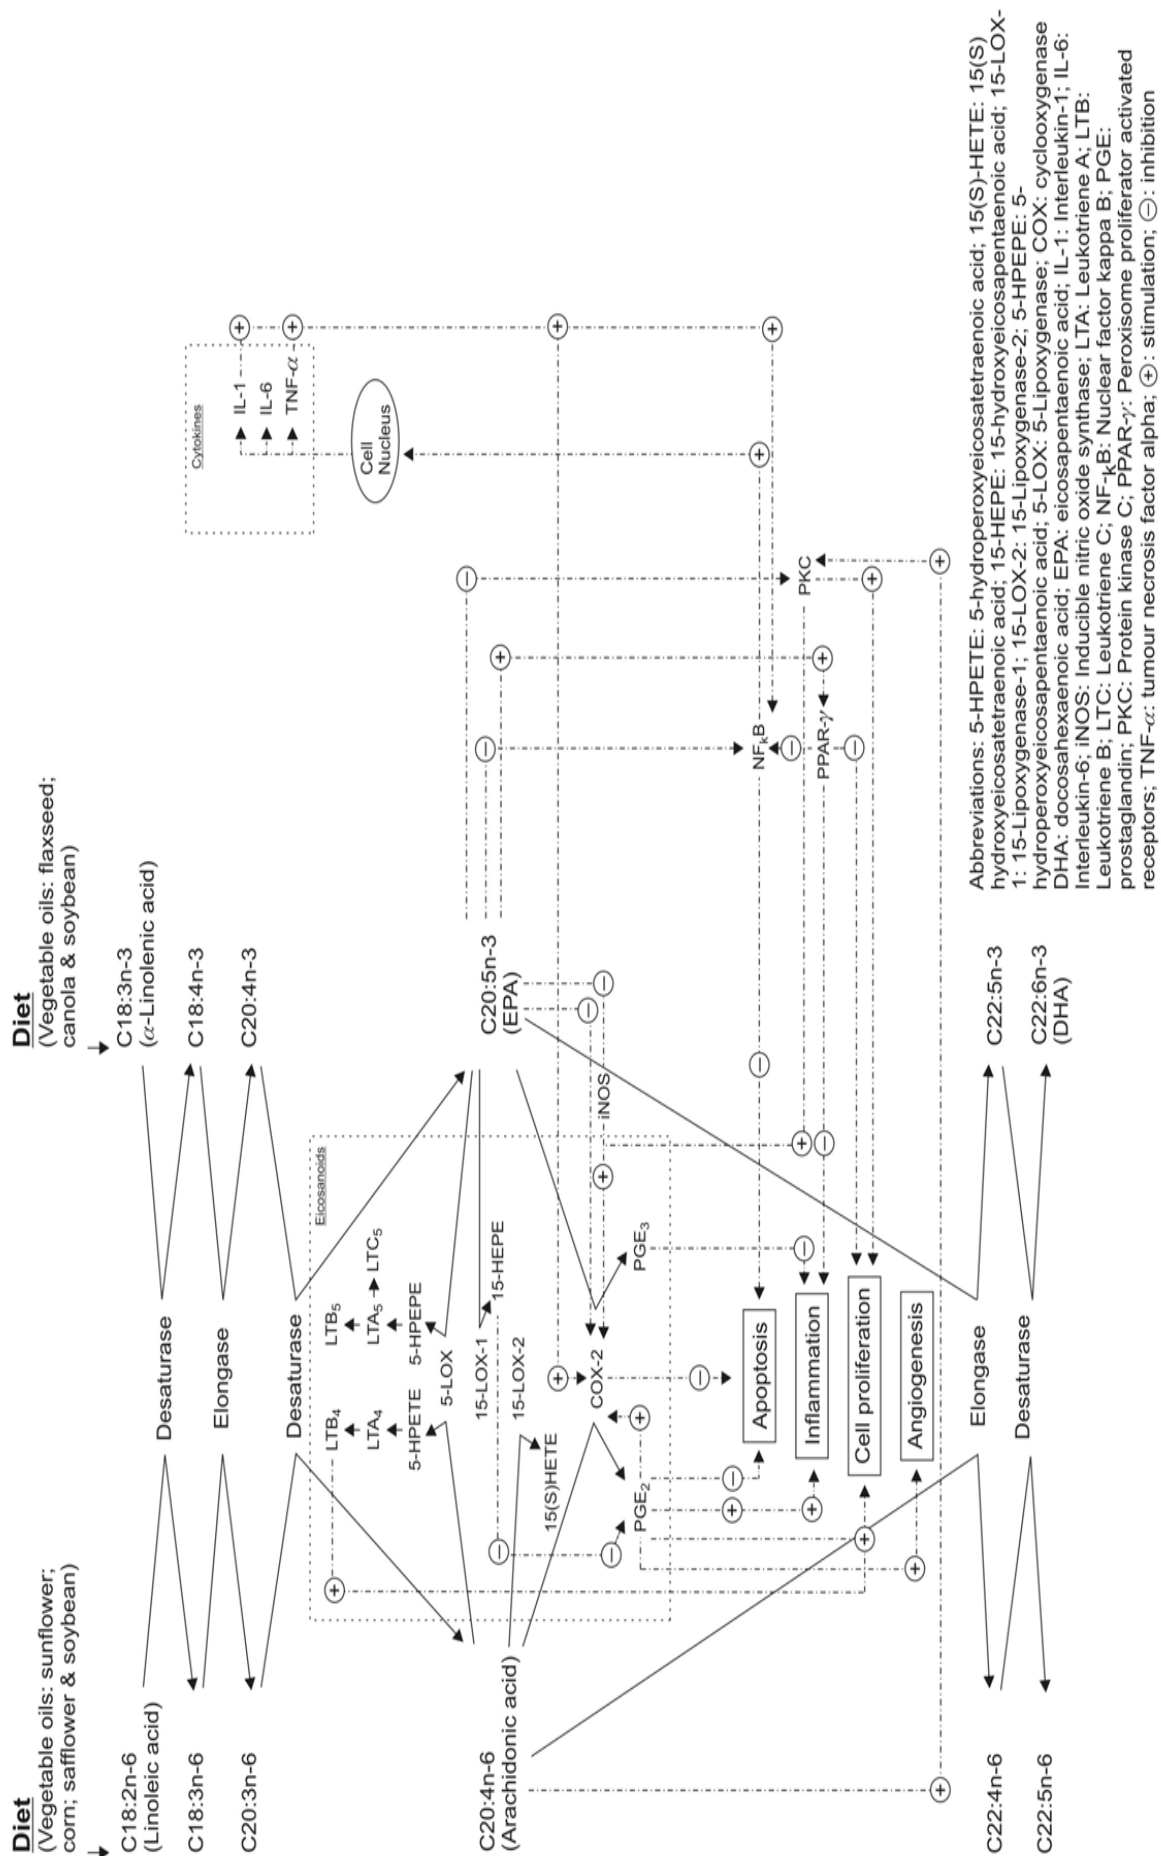 Diet
(Vegetable oils: sunflower;
corn; safflower & soybean)
Diet
(Vegetable oils: flaxseed;
canola & soybean)
C18:2n-6
(Linoleic acid)
C18:3n-3
(α-Linolenic acid)
Desaturase
C18:3n-6
C18:4n-3
Elongase
C20:3n-6
C20:4n-3
Desaturase
Eicosanoids
LTB4
LTB5
LTA4
LTA5
LTC5
5-HPETE
5-HPEPE
5-LOX
15-LOX-1
15-HEPE
15-LOX-2
15(S)HETE
C20:4n-6
(Arachidonic acid)
C20:5n-3
(EPA)
COX-2
iNOS
PGE2
PGE3
Cytokines
IL-1
IL-6
TNF-α
Cell
Nucleus
NFkB
PKC
PPAR-γ
Apoptosis
Inflammation
Cell proliferation
Angiogenesis
C22:4n-6
Elongase
C22:5n-3
Desaturase
C22:5n-6
C22:6n-3
(DHA)
Abbreviations: 5-HPETE: 5-hydroperoxyeicosatetraenoic acid; 15(S)-HETE: 15(S)
hydroxyeicosatetraenoic acid; 15-HEPE: 15-hydroxyeicosapentaenoic acid; 15-LOX-
1: 15-Lipoxygenase-1; 15-LOX-2: 15-Lipoxygenase-2; 5-HPEPE: 5-
hydroperoxyeicosapentaenoic acid; 5-LOX: 5-Lipoxygenase; COX: cyclooxygenase
DHA: docosahexaenoic acid; EPA: eicosapentaenoic acid; IL-1: Interleukin-1; IL-6:
Interleukin-6; iNOS: Inducible nitric oxide synthase; LTA: Leukotriene A; LTB:
Leukotriene B; LTC: Leukotriene C; NF-kB: Nuclear factor kappa B; PGE:
prostaglandin; PKC: Protein kinase C; PPAR-γ: Peroxisome proliferator activated
receptors; TNF-α: tumour necrosis factor alpha; ⊕: stimulation; ⊖: inhibition